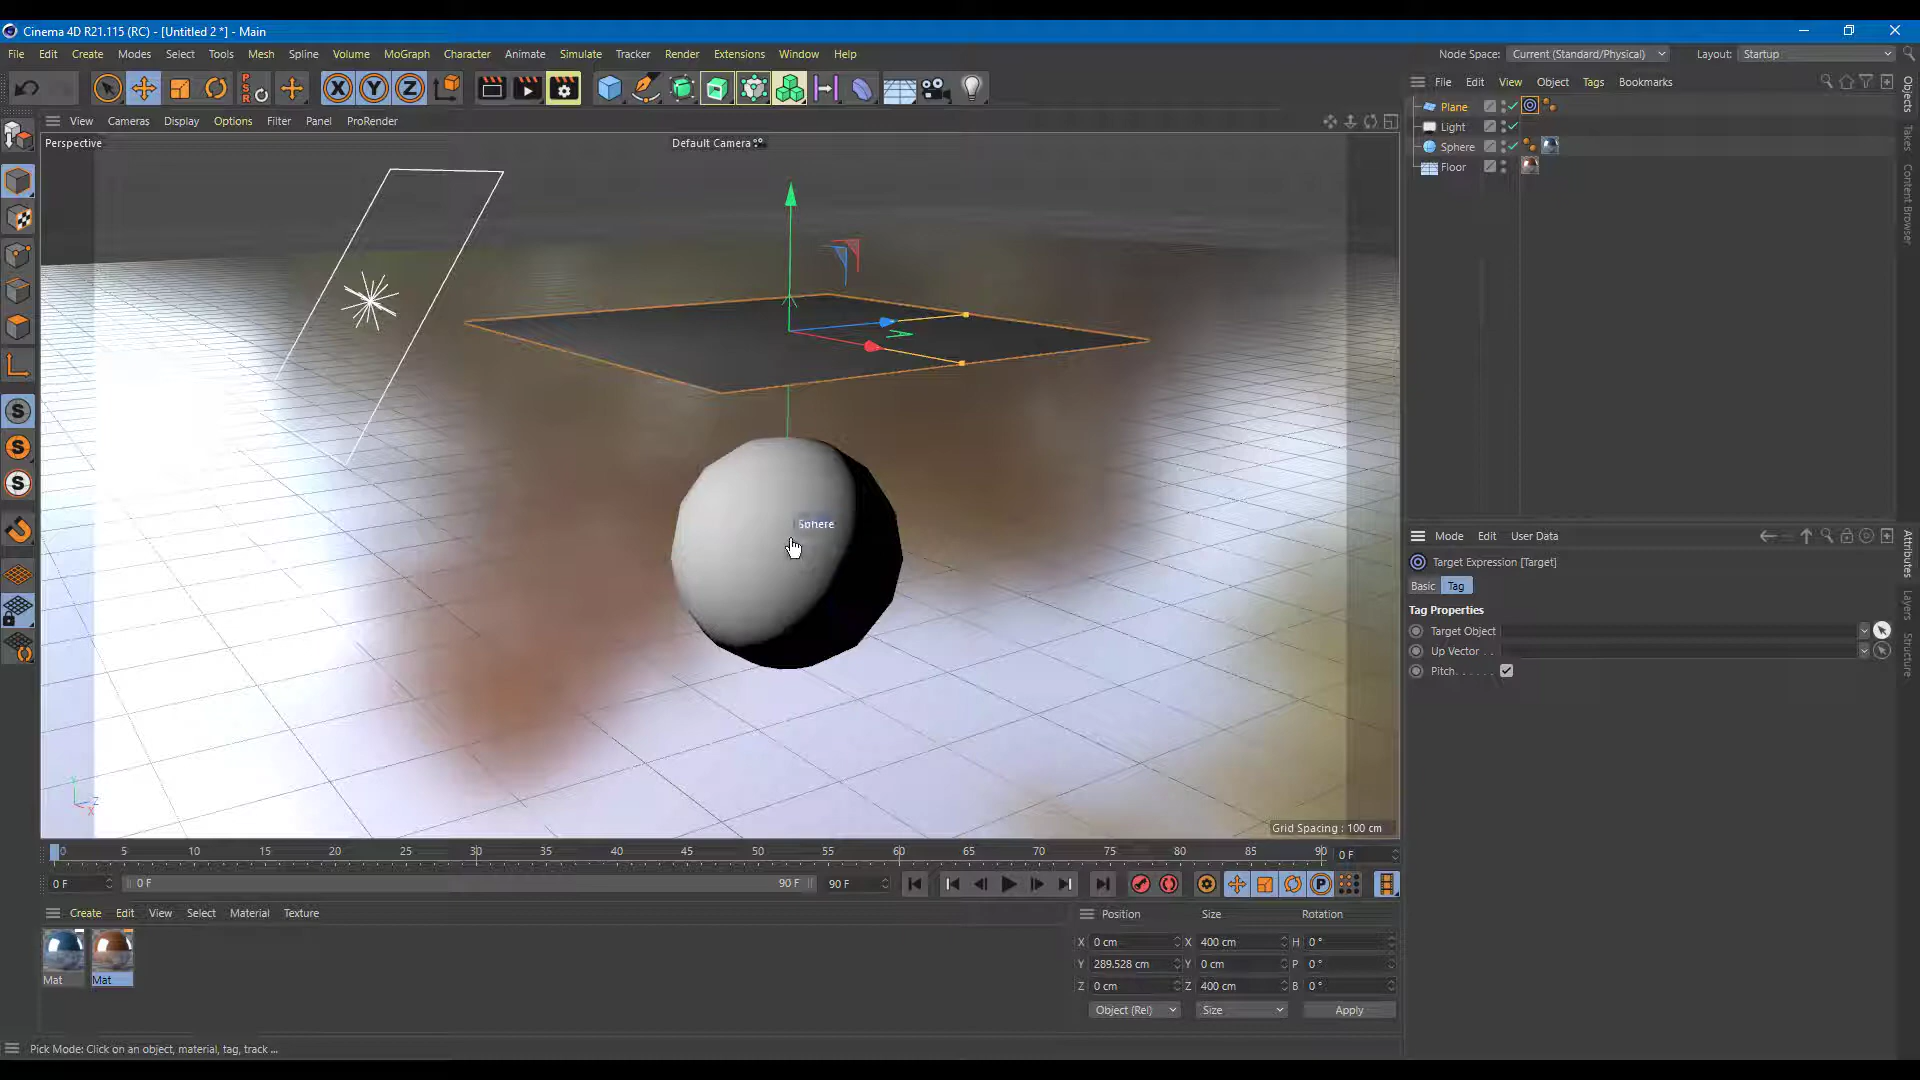 Cinema 4D R21.115 (RC) - [Untitled 2 *] - Main
File Edit Create Modes Select Tools Mesh Spline Volume MoGraph Character Animate Simulate Tracker Render Extensions Window Help
Node Space: Current (Standard/Physical) Layout: Startup
P S R X Y Z
File Edit View Object Tags Bookmarks
View Cameras Display Options Filter Panel ProRender
Plane
Light
Sphere
Floor
Objects
Takes
Content Browser
Perspective
Default Camera
Sphere
S
S
S
Y
Z
X
Grid Spacing : 100 cm
Mode Edit User Data
Target Expression [Target]
Basic Tag
Tag Properties
Target Object
Up Vector . .
Pitch. . . . . .
Attributes
Layers
Structure
0 5 10 15 20 25 30 35 40 45 50 55 60 65 70 75 80 85 90 0 F
0 F 0 F 90 F 90 F P
Create Edit View Select Material Texture
Mat Mat
Position Size Rotation
X 0 cm X 400 cm H 0 °
Y 289.528 cm Y 0 cm P 0 °
Z 0 cm Z 400 cm B 0 °
Object (Rel) Size Apply
Pick Mode: Click on an object, material, tag, track ...